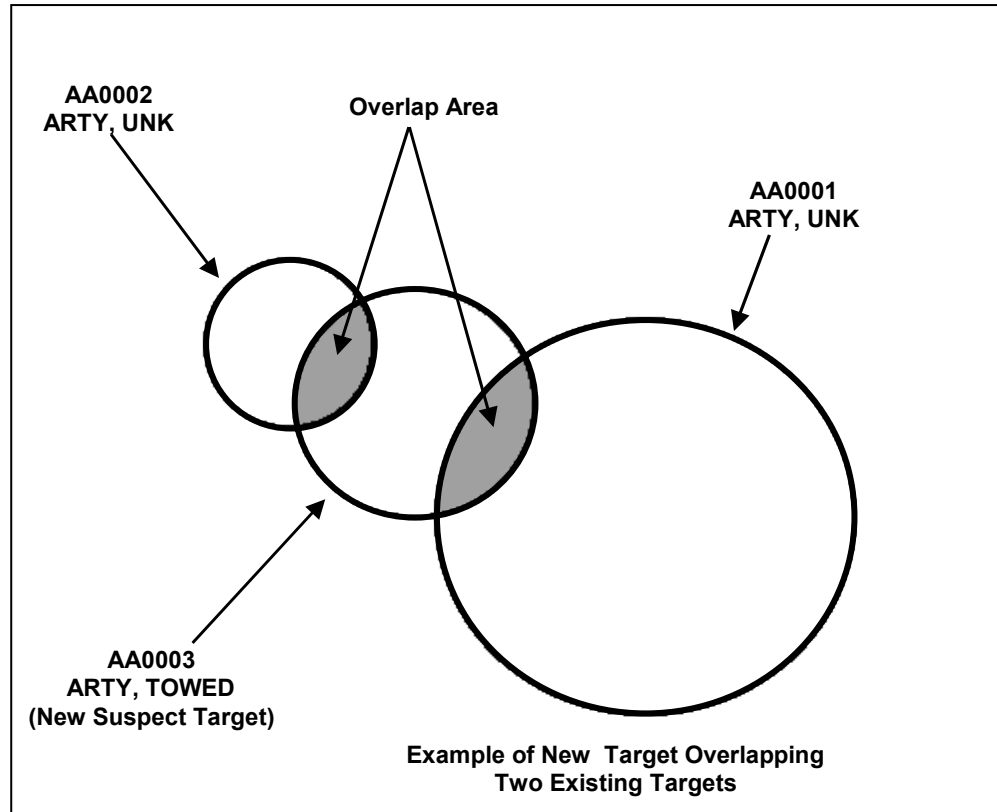 AA0002
ARTY, UNK
Overlap Area
AA0001
ARTY, UNK
AA0003
ARTY, TOWED
(New Suspect Target)
Example of New Target Overlapping
Two Existing Targets